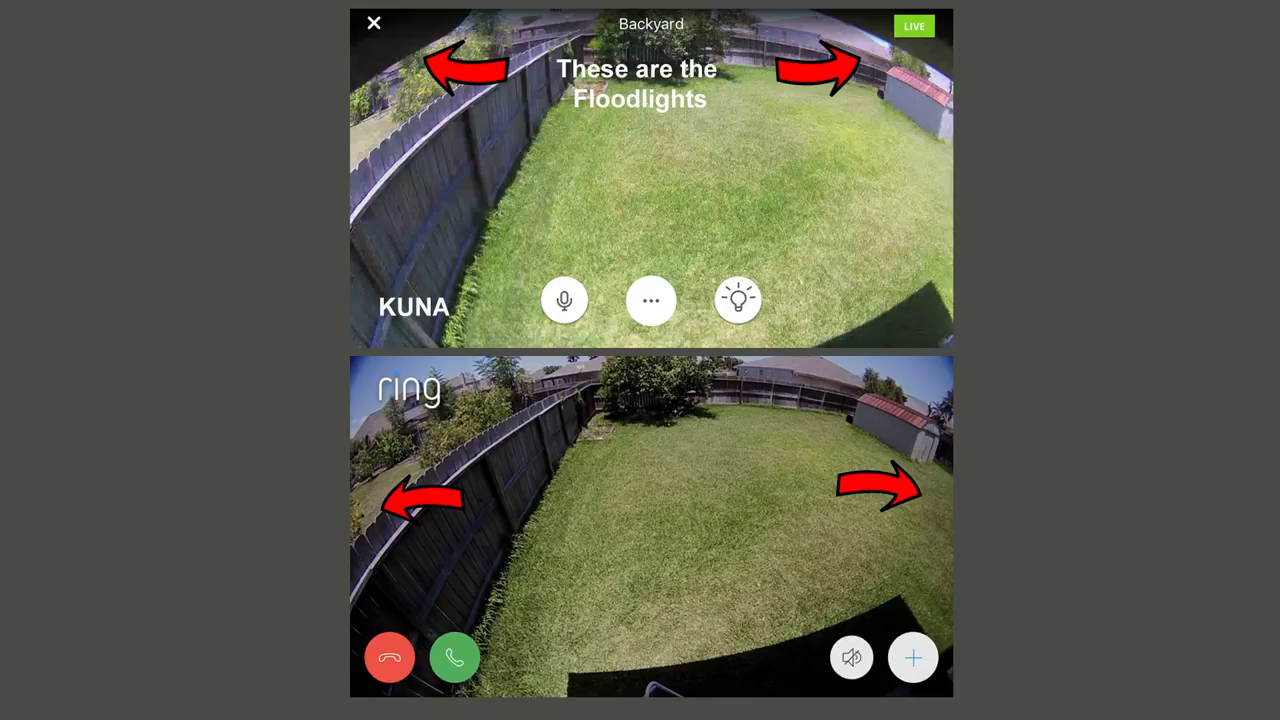 Backyard
LIVE
These are the
Floodlights
KUNA
ring